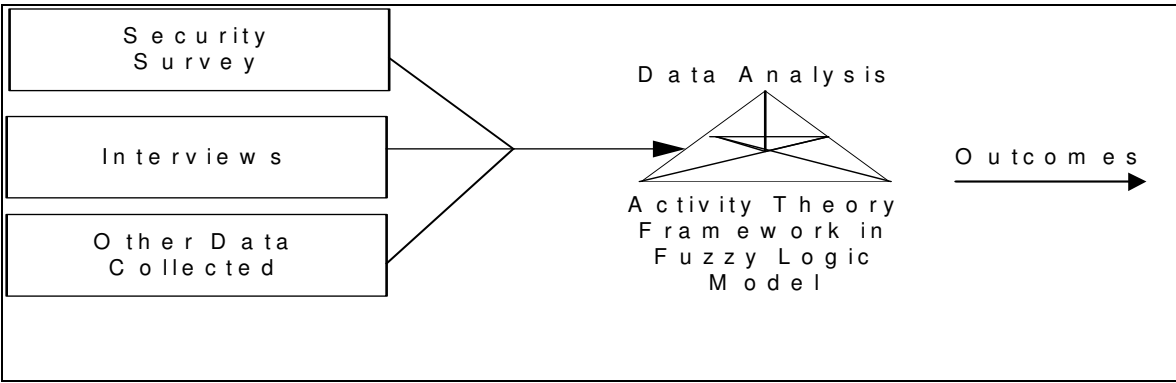 Security
Survey
Interviews
Other Data
Collected
Data Analysis
Activity Theory
Framework in
Fuzzy Logic
Model
Outcomes